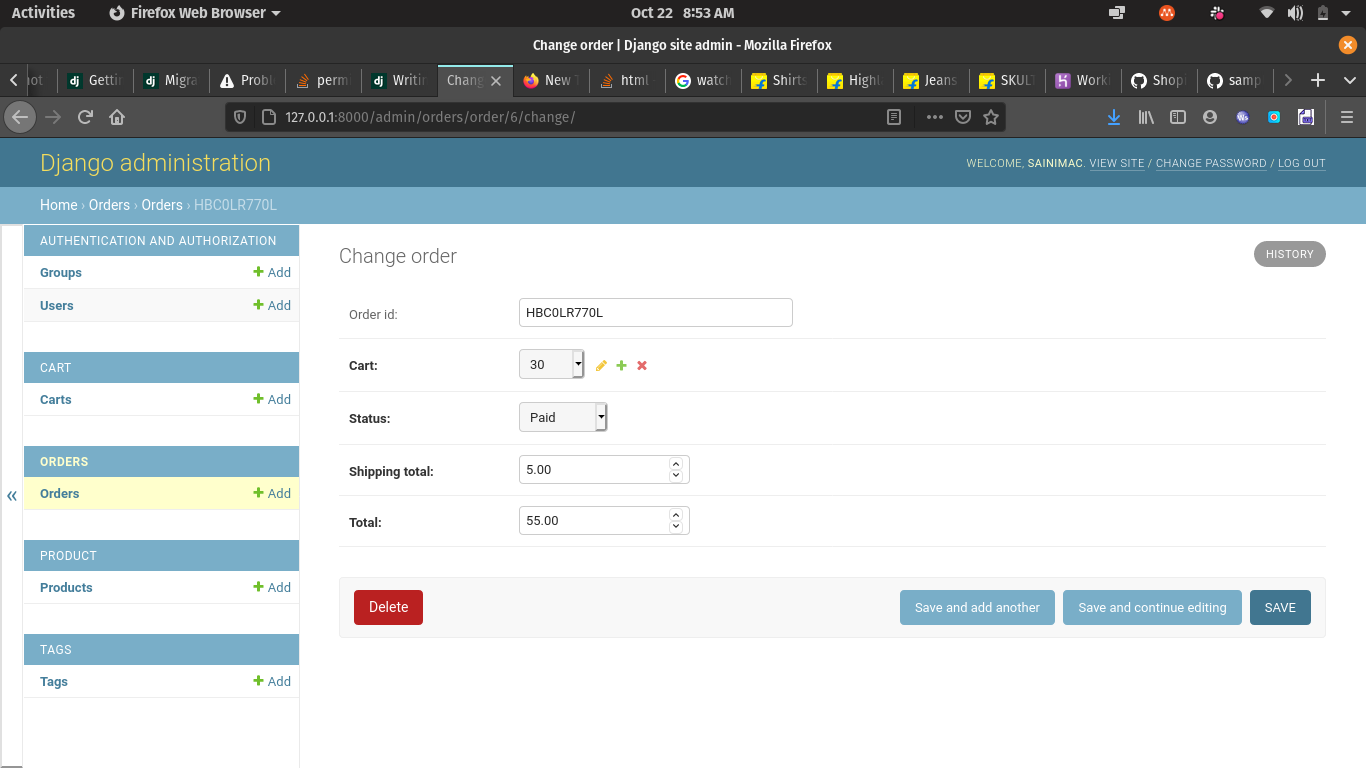 Activities Firefox Web Browser Oct 22 8:53 AM
Change order | Django site admin - Mozilla Firefox
not Gettin Migra Probl perm Writin Chang New T html watch Shirts High Jeans SKUL Worki Shop samp
127.0.0.1:8000/admin/orders/order/6/change/
Django administration
WELCOME, SAINIMAC. VIEW SITE / CHANGE PASSWORD / LOG OUT
Home › Orders › Orders › HBC0LR770L
AUTHENTICATION AND AUTHORIZATION
Groups Add
Users Add
CART
Carts Add
ORDERS
Orders Add
«
PRODUCT
Products Add
TAGS
Tags Add
Change order
HISTORY
Order id: HBC0LR770L
Cart: 30
Status: Paid
Shipping total: 5.00
Total: 55.00
Delete Save and add another Save and continue editing SAVE